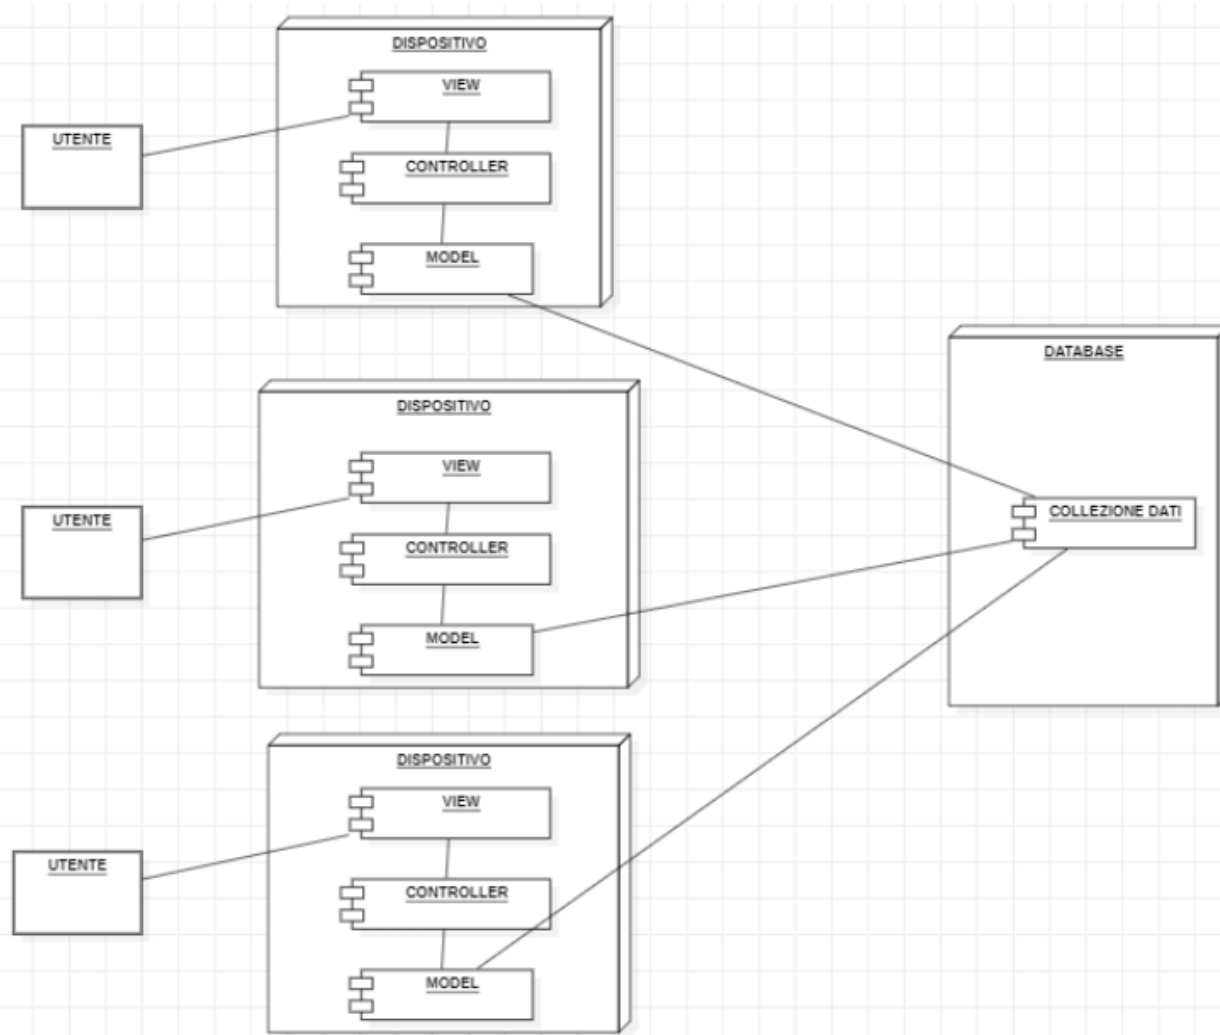 DISPOSITIVO
VIEW
UTENTE
CONTROLLER
MODEL
DATABASE
DISPOSITIVO
VIEW
COLLEZIONE DATI
UTENTE
CONTROLLER
MODEL
DISPOSITIVO
VIEW
UTENTE
CONTROLLER
MODEL